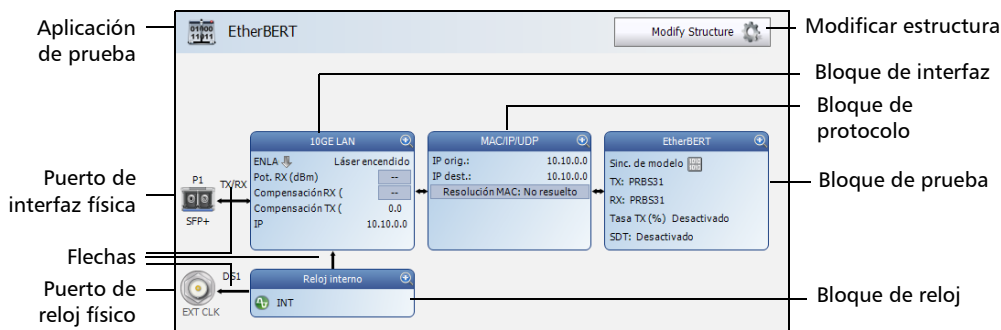 Aplicación
de prueba
EtherBERT
Modify Structure
Modificar estructura
Bloque de interfaz
Bloque de
protocolo
Bloque de prueba
Bloque de reloj
Puerto de
interfaz física
Flechas
Puerto de
reloj físico
P1
TX/RX
SFP+
10GE LAN
ENLA Láser encendido
Pot. RX (dBm) --
Compensación RX ( --
Compensación TX ( 0.0
IP 10.10.0.0
MAC/IP/UDP
IP orig.: 10.10.0.0
IP dest.: 10.10.0.0
Resolución MAC: No resuelto
EtherBERT
Sinc. de modelo
TX: PRBS31
RX: PRBS31
Tasa TX (%) Desactivado
SDT: Desactivado
DS1
EXT CLK
Reloj interno
INT